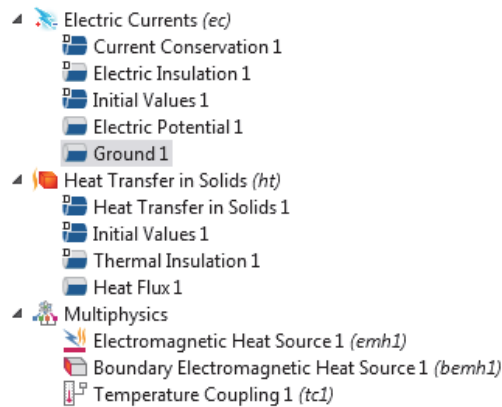 Electric Currents (ec)
D Current Conservation 1
D Electric Insulation 1
D Initial Values 1
Electric Potential 1
Ground 1
Heat Transfer in Solids (ht)
D Heat Transfer in Solids 1
D Initial Values 1
D Thermal Insulation 1
Heat Flux 1
Multiphysics
Electromagnetic Heat Source 1 (emh1)
Boundary Electromagnetic Heat Source 1 (bemh1)
Temperature Coupling 1 (tc1)